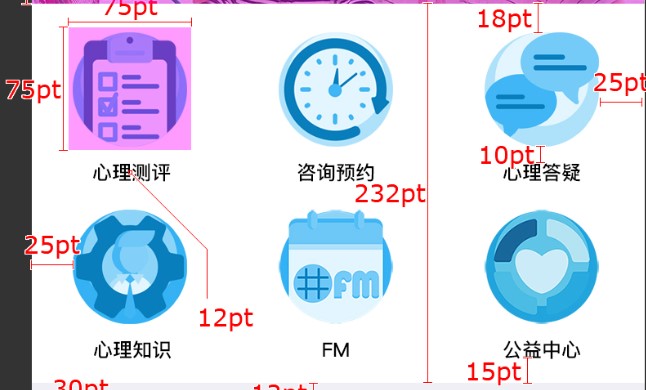 75pt
18pt
75pt
25pt
10pt
心理测评
咨询预约
心理答疑
232pt
25pt
#FM
12pt
心理知识
FM
公益中心
15pt
30pt
12pt